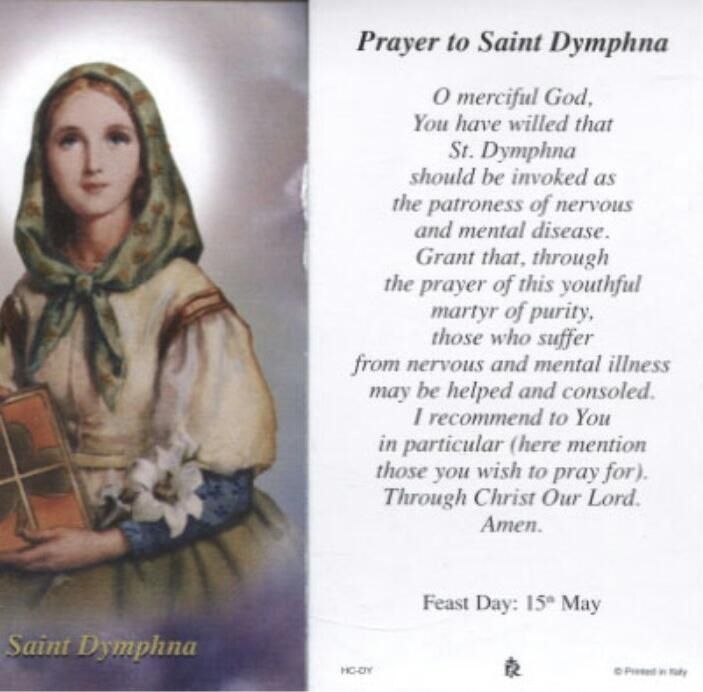 Saint Dymphna
Prayer to Saint Dymphna
O merciful God,
You have willed that
St. Dymphna
should be invoked as
the patroness of nervous
and mental disease.
Grant that, through
the prayer of this youthful
martyr of purity,
those who suffer
from nervous and mental illness
may be helped and consoled.
I recommend to You
in particular (here mention
those you wish to pray for).
Through Christ Our Lord.
Amen.
Feast Day: 15th May
HC-DY
© Printed in Italy